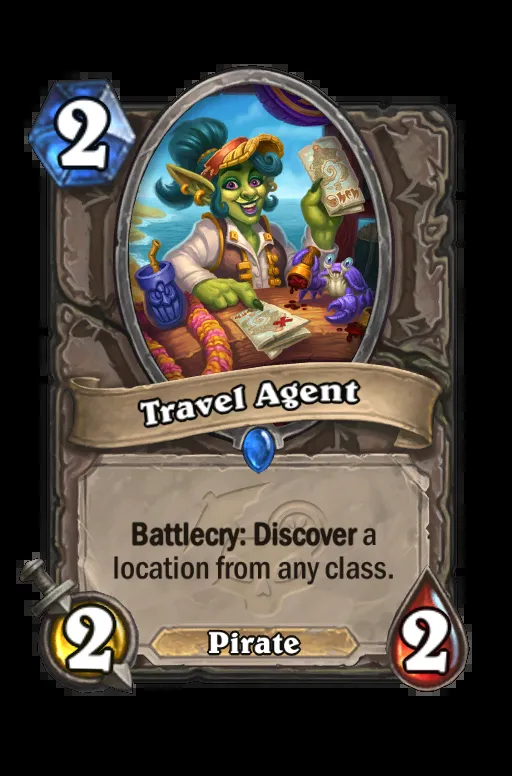 2
Travel Agent
Battlecry: Discover a
location from any class.
2
Pirate
2